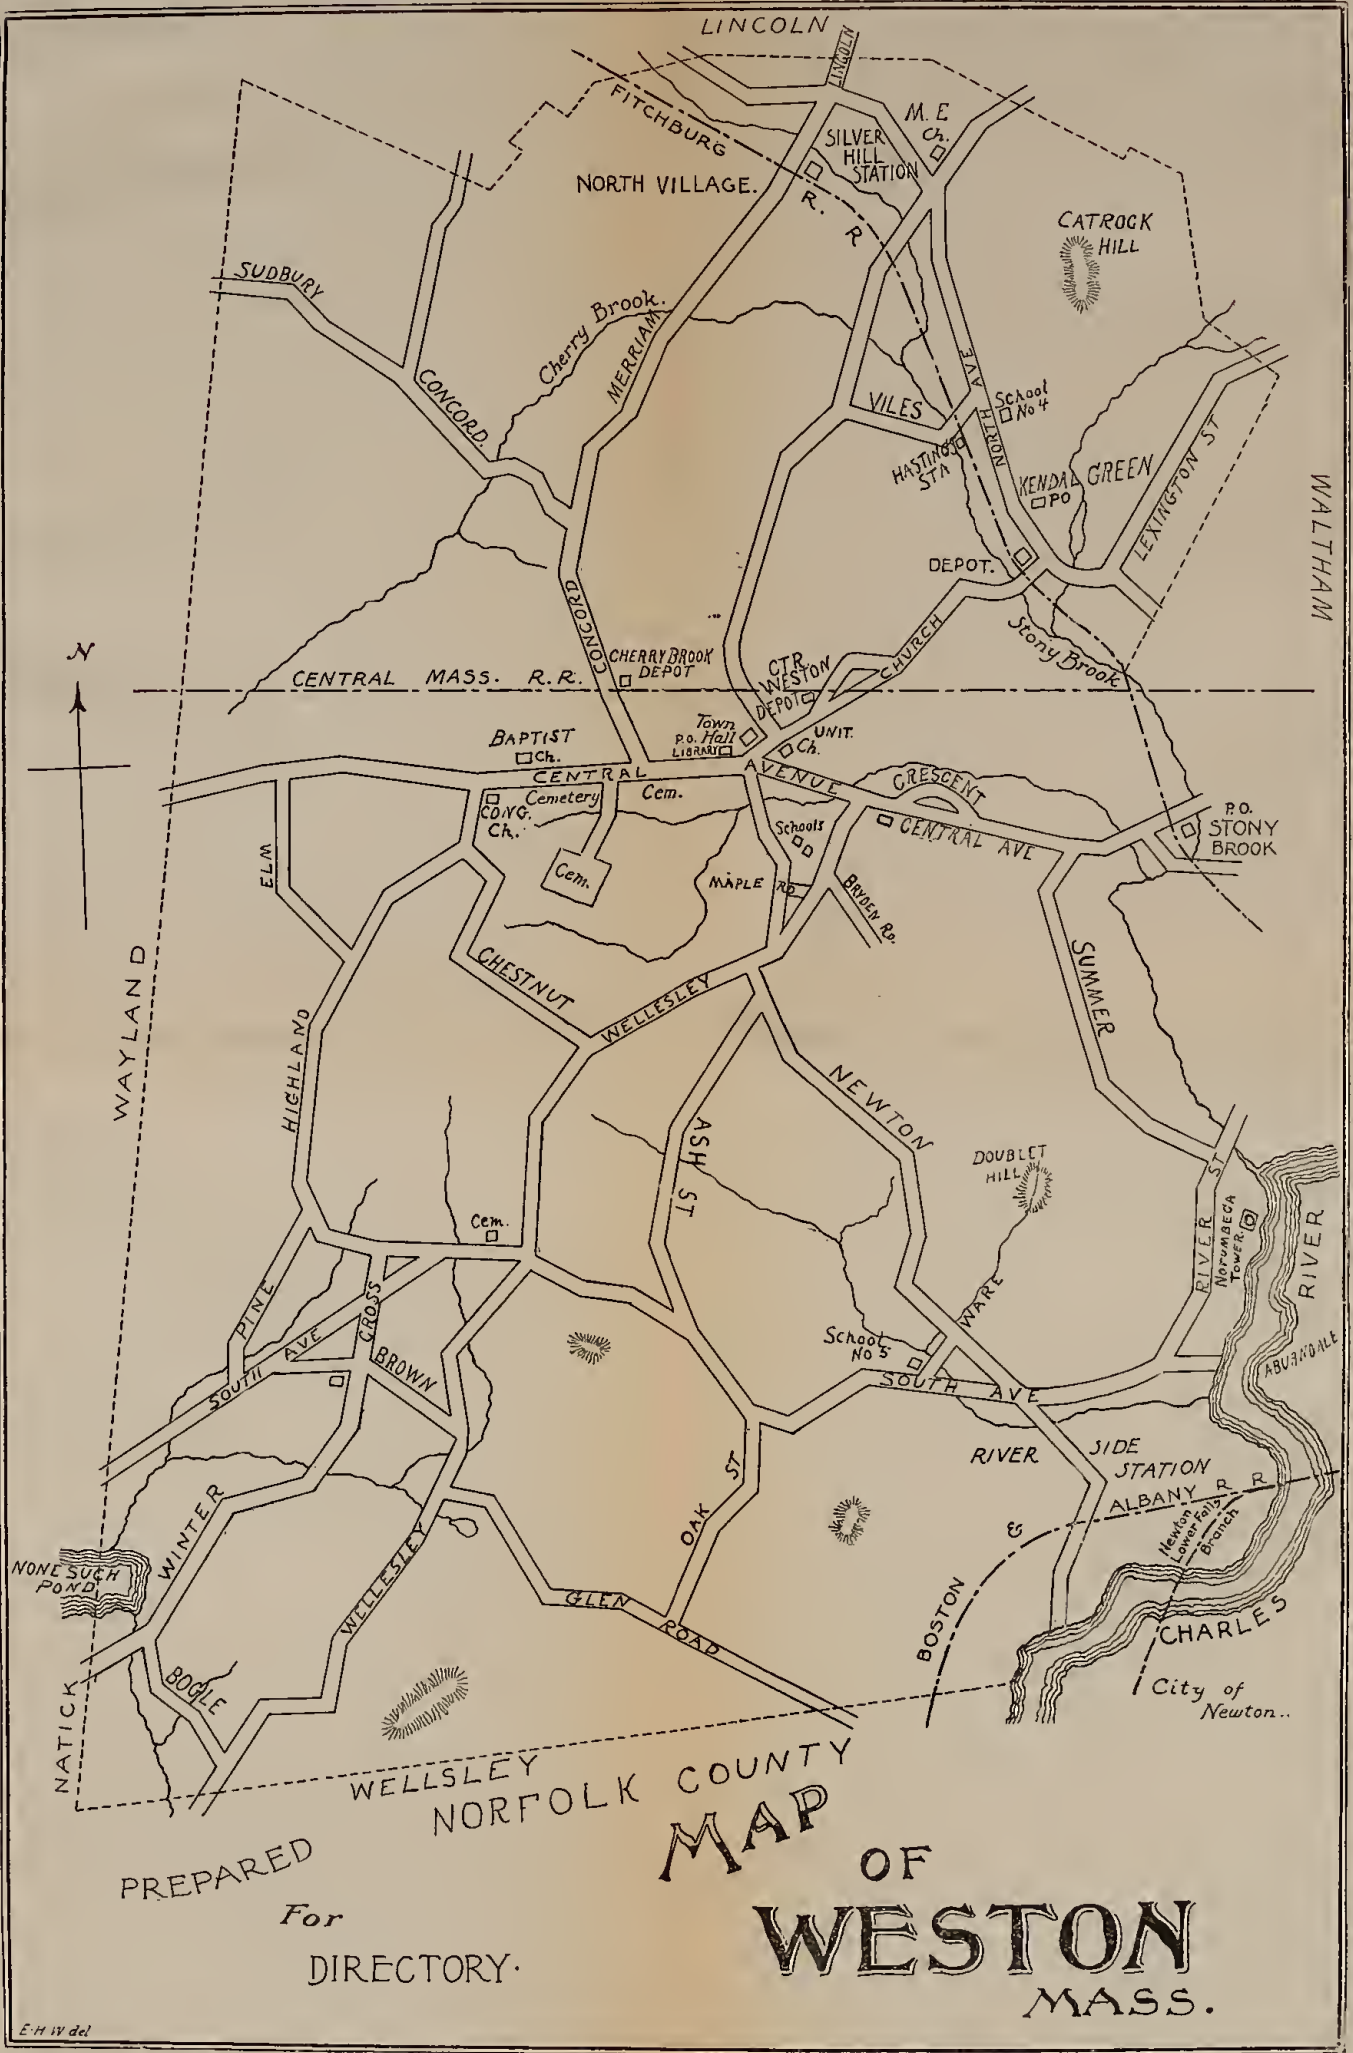 LINCOLN
LINCOLN
FITCHBURG
R. R
M. E
Ch.
SILVER
HILL
STATION
NORTH VILLAGE.
CATROCK
HILL
SUDBURY
Cherry Brook.
MERRIAM
CONCORD.
VILES
NORTH AVE
School
No 4
HASTINGS
STA
KENDAL GREEN
PO
LEXINGTON ST
WALTHAM
DEPOT.
N
CONCORD
CHERRY BROOK
DEPOT
CHURCH
Stony Brook
CENTRAL MASS. R. R.
CTR
WESTON
DEPOT
BAPTIST
Ch.
Town
P.O. Hall
LIBRARY
UNIT.
Ch.
CENTRAL
AVENUE
CRESCENT
Cemetery
Cem.
CONG.
Ch.
Schools
CENTRAL AVE
P.O.
STONY
BROOK
ELM
Cem.
MAPLE RD
BRYDEN RD.
WAYLAND
CHESTNUT
WELLESLEY
SUMMER
HIGHLAND
NEWTON
ASH ST
DOUBLET
HILL
Cem.
RIVER ST
NORUMBEGA
TOWER.
RIVER
PINE
CROSS
WARE
SOUTH AVE
BROWN
School
No 5
SOUTH AVE
ABURNDALE
RIVER SIDE
STATION
OAK ST
ALBANY R R
&
BOSTON
Newton
Lower Falls
Branch
WINTER
NONE SUCH
POND
WELLESLEY
GLEN
ROAD
CHARLES
City of
Newton..
BOGLE
NATICK
WELLSLEY
NORFOLK COUNTY
MAP
OF
WESTON
MASS.
PREPARED
For
DIRECTORY.
E·H W del